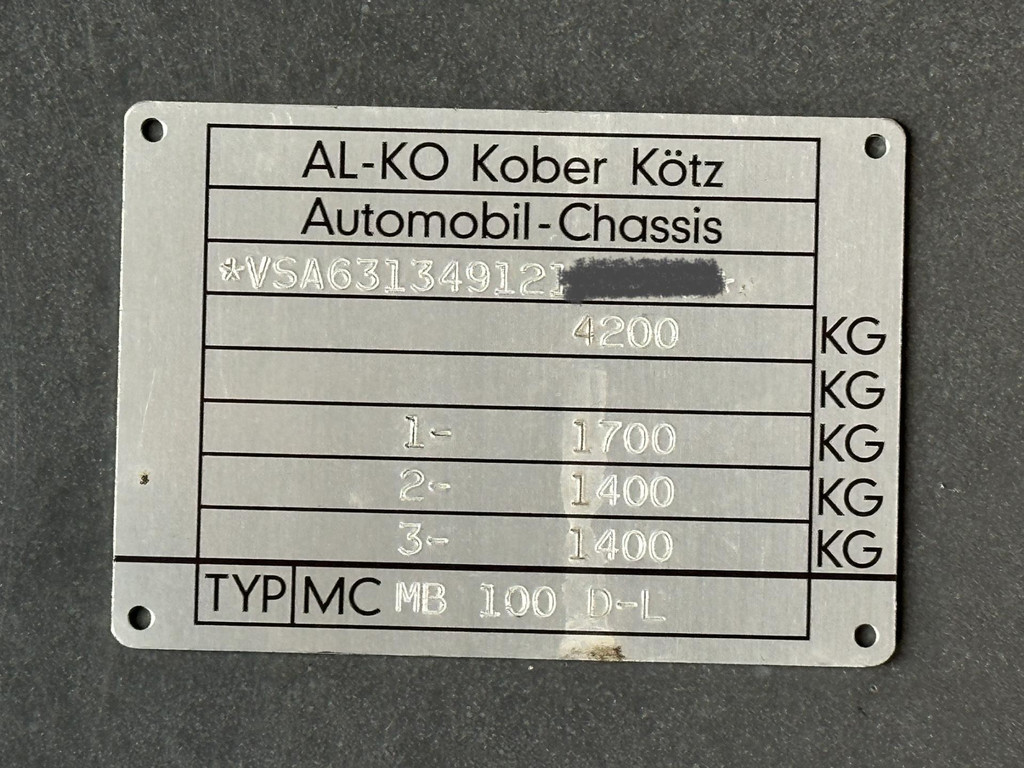 AL-KO Kober Kötz
Automobil-Chassis
*VSA631349121
4200 KG
KG
1- 1700 KG
2- 1400 KG
3- 1400 KG
TYP MC MB 100 D-L